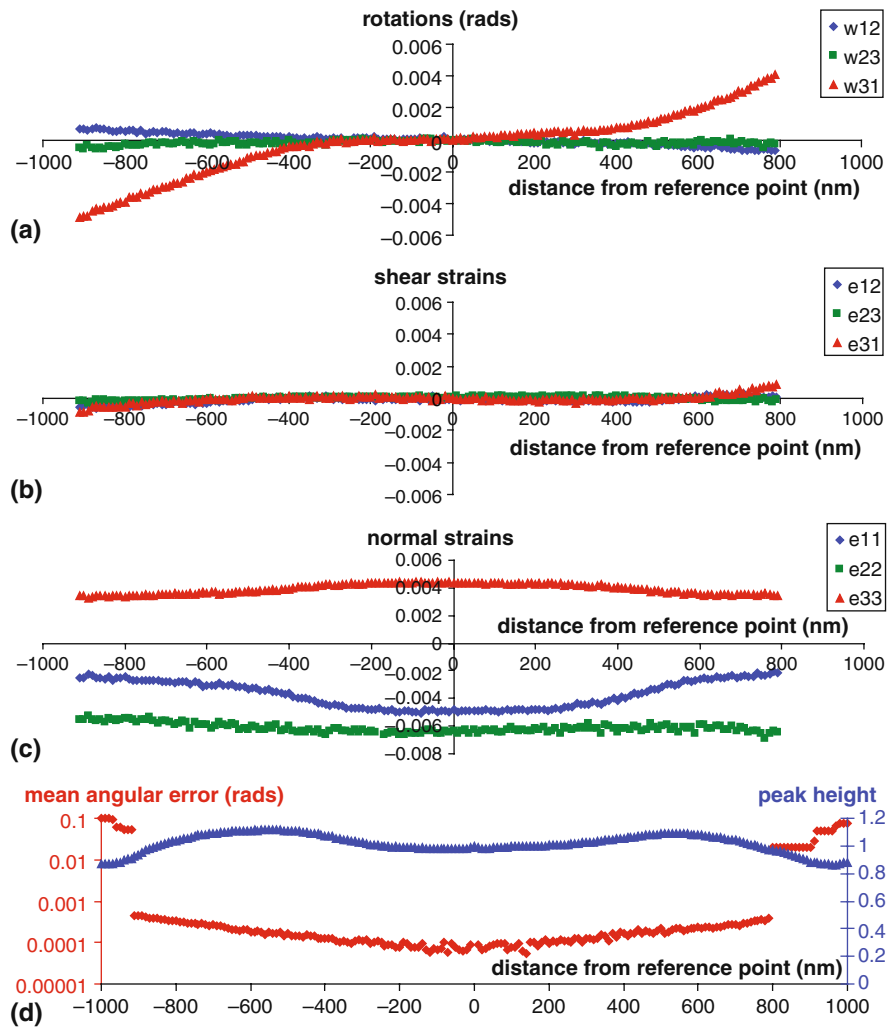 rotations (rads)
0.006
0.004
0.002
0
−0.002
−0.004
−0.006
−1000 −800 −600 −400 −200 0 200 400 600 800 1000
distance from reference point (nm)
w12
w23
w31
(a)
shear strains
0.006
0.004
0.002
0
−0.002
−0.004
−0.006
−1000 −800 −600 −400 −200 0 200 400 600 800 1000
distance from reference point (nm)
e12
e23
e31
(b)
normal strains
0.006
0.004
0.002
0
−0.002
−0.004
−0.006
−0.008
−1000 −800 −600 −400 −200 0 200 400 600 800 1000
distance from reference point (nm)
e11
e22
e33
(c)
mean angular error (rads)
peak height
0.1
0.01
0.001
0.0001
0.00001
1.2
1
0.8
0.6
0.4
0.2
0
distance from reference point (nm)
−1000 −800 −600 −400 −200 0 200 400 600 800 1000
(d)